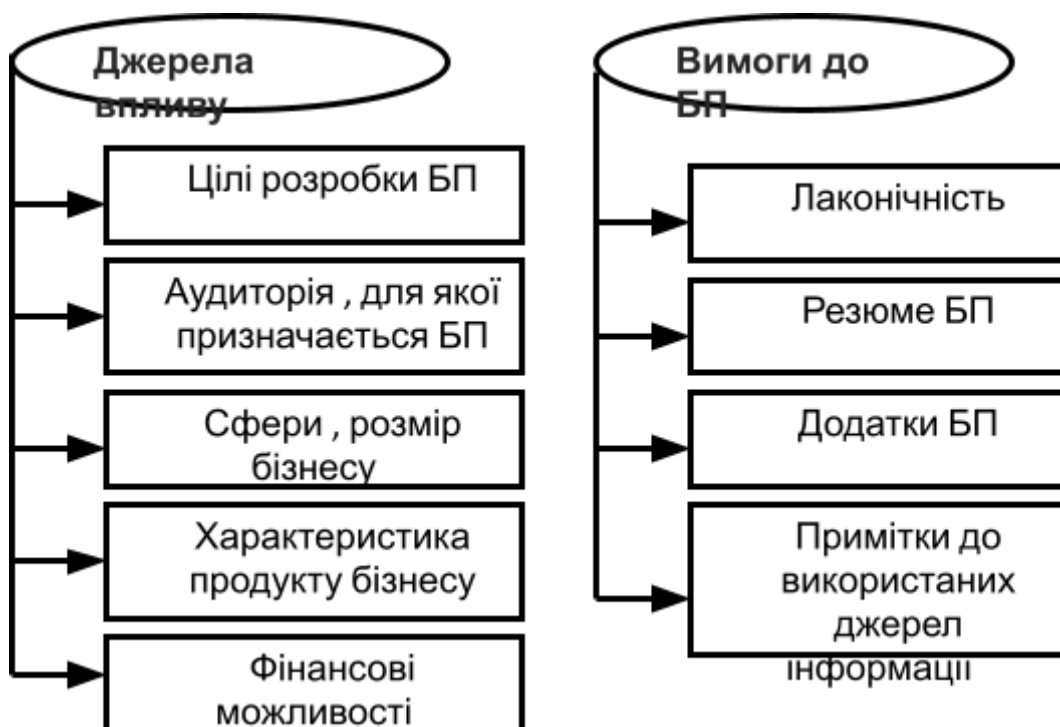 Джерела
впливу
Цілі розробки БП
Аудиторія , для якої
призначається БП
Сфери , розмір
бізнесу
Характеристика
продукту бізнесу
Фінансові
можливості
Вимоги до
БП
Лаконічність
Резюме БП
Додатки БП
Примітки до
використаних
джерел
інформації